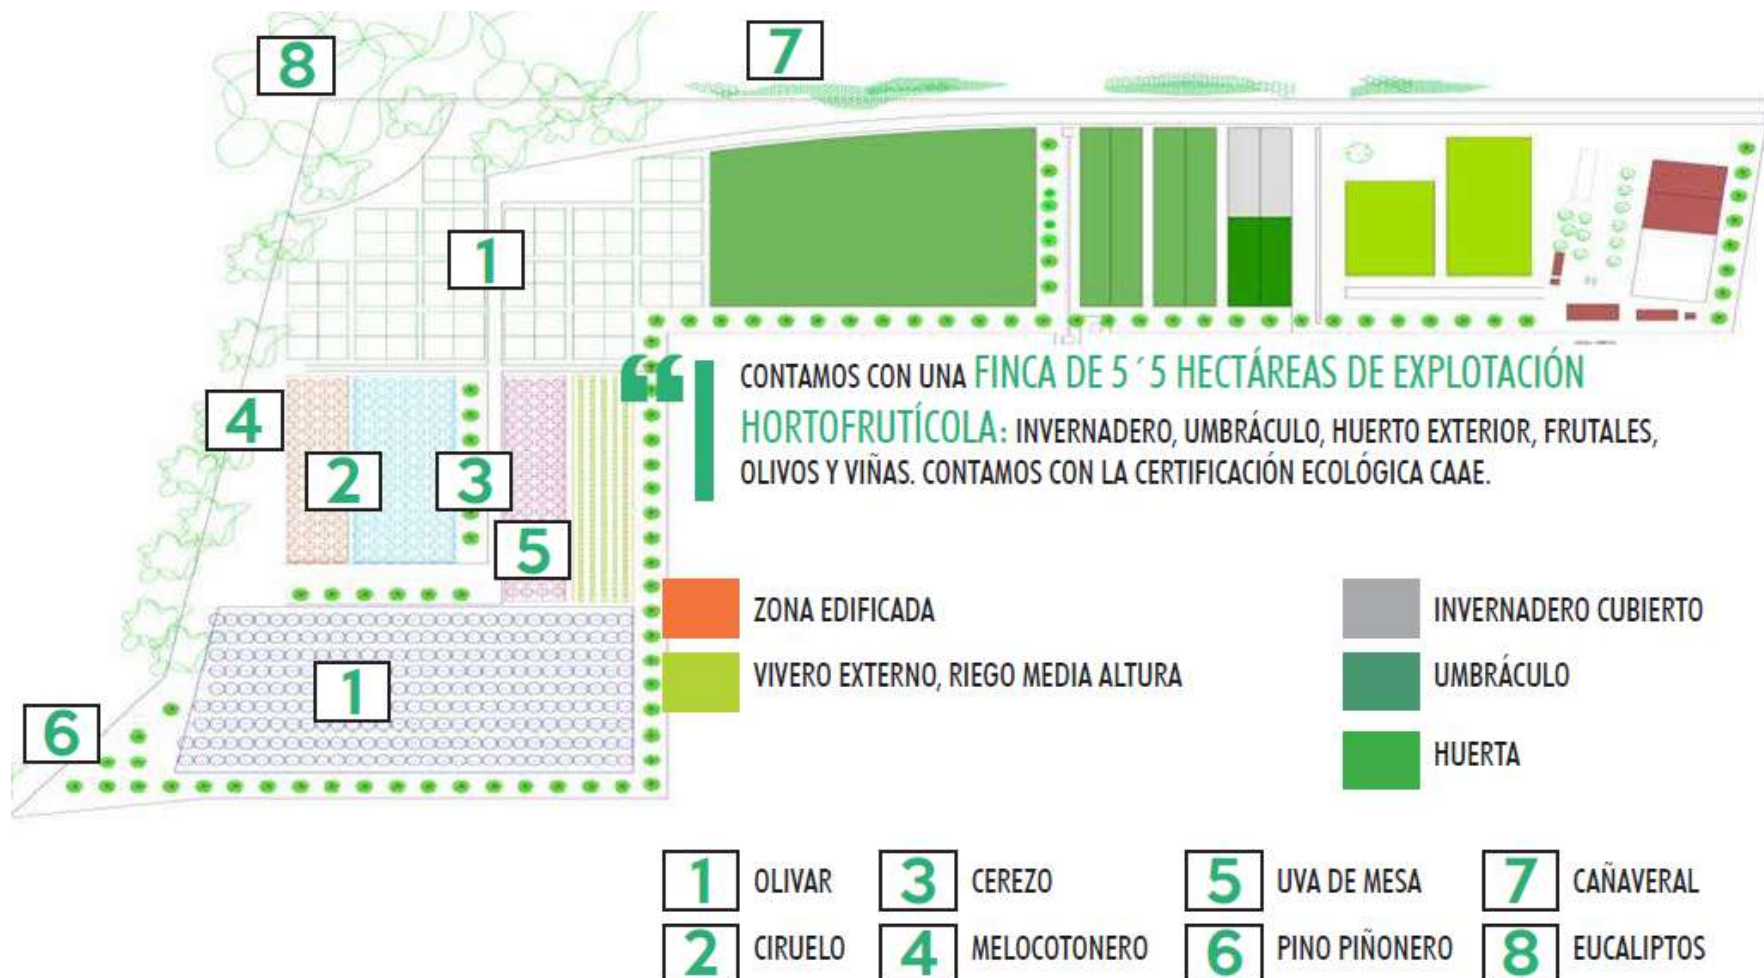 8
7
1
4
2
3
5
1
6
“ CONTAMOS CON UNA FINCA DE 5´5 HECTÁREAS DE EXPLOTACIÓN
HORTOFRUTÍCOLA: INVERNADERO, UMBRÁCULO, HUERTO EXTERIOR, FRUTALES,
OLIVOS Y VIÑAS. CONTAMOS CON LA CERTIFICACIÓN ECOLÓGICA CAAE.
ZONA EDIFICADA
VIVERO EXTERNO, RIEGO MEDIA ALTURA
INVERNADERO CUBIERTO
UMBRÁCULO
HUERTA
1 OLIVAR
2 CIRUELO
3 CEREZO
4 MELOCOTONERO
5 UVA DE MESA
6 PINO PIÑONERO
7 CAÑAVERAL
8 EUCALIPTOS